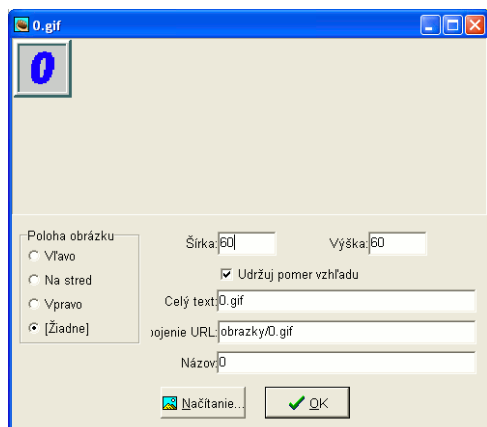 0.gif
0
Poloha obrázku
Vľavo
Na stred
Vpravo
[Žiadne]
Šírka: 60 Výška: 60
Udržuj pomer vzhľadu
Celý text: 0.gif
ojenie URL: obrazky/0.gif
Názov: 0
Načítanie... OK